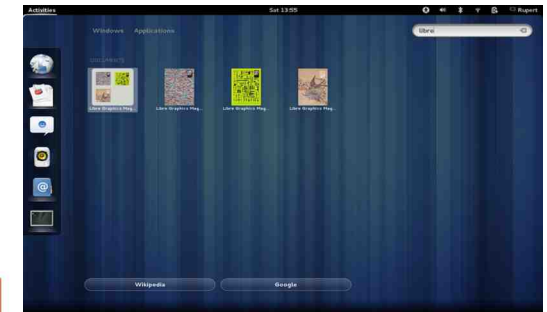 Activities Sat 13:55 Rupert
Windows Applications libre
DOCUMENTS
Libre Graphics Mag... Libre Graphics Mag... Libre Graphics Mag... Libre Graphics Mag...
Wikipedia Google